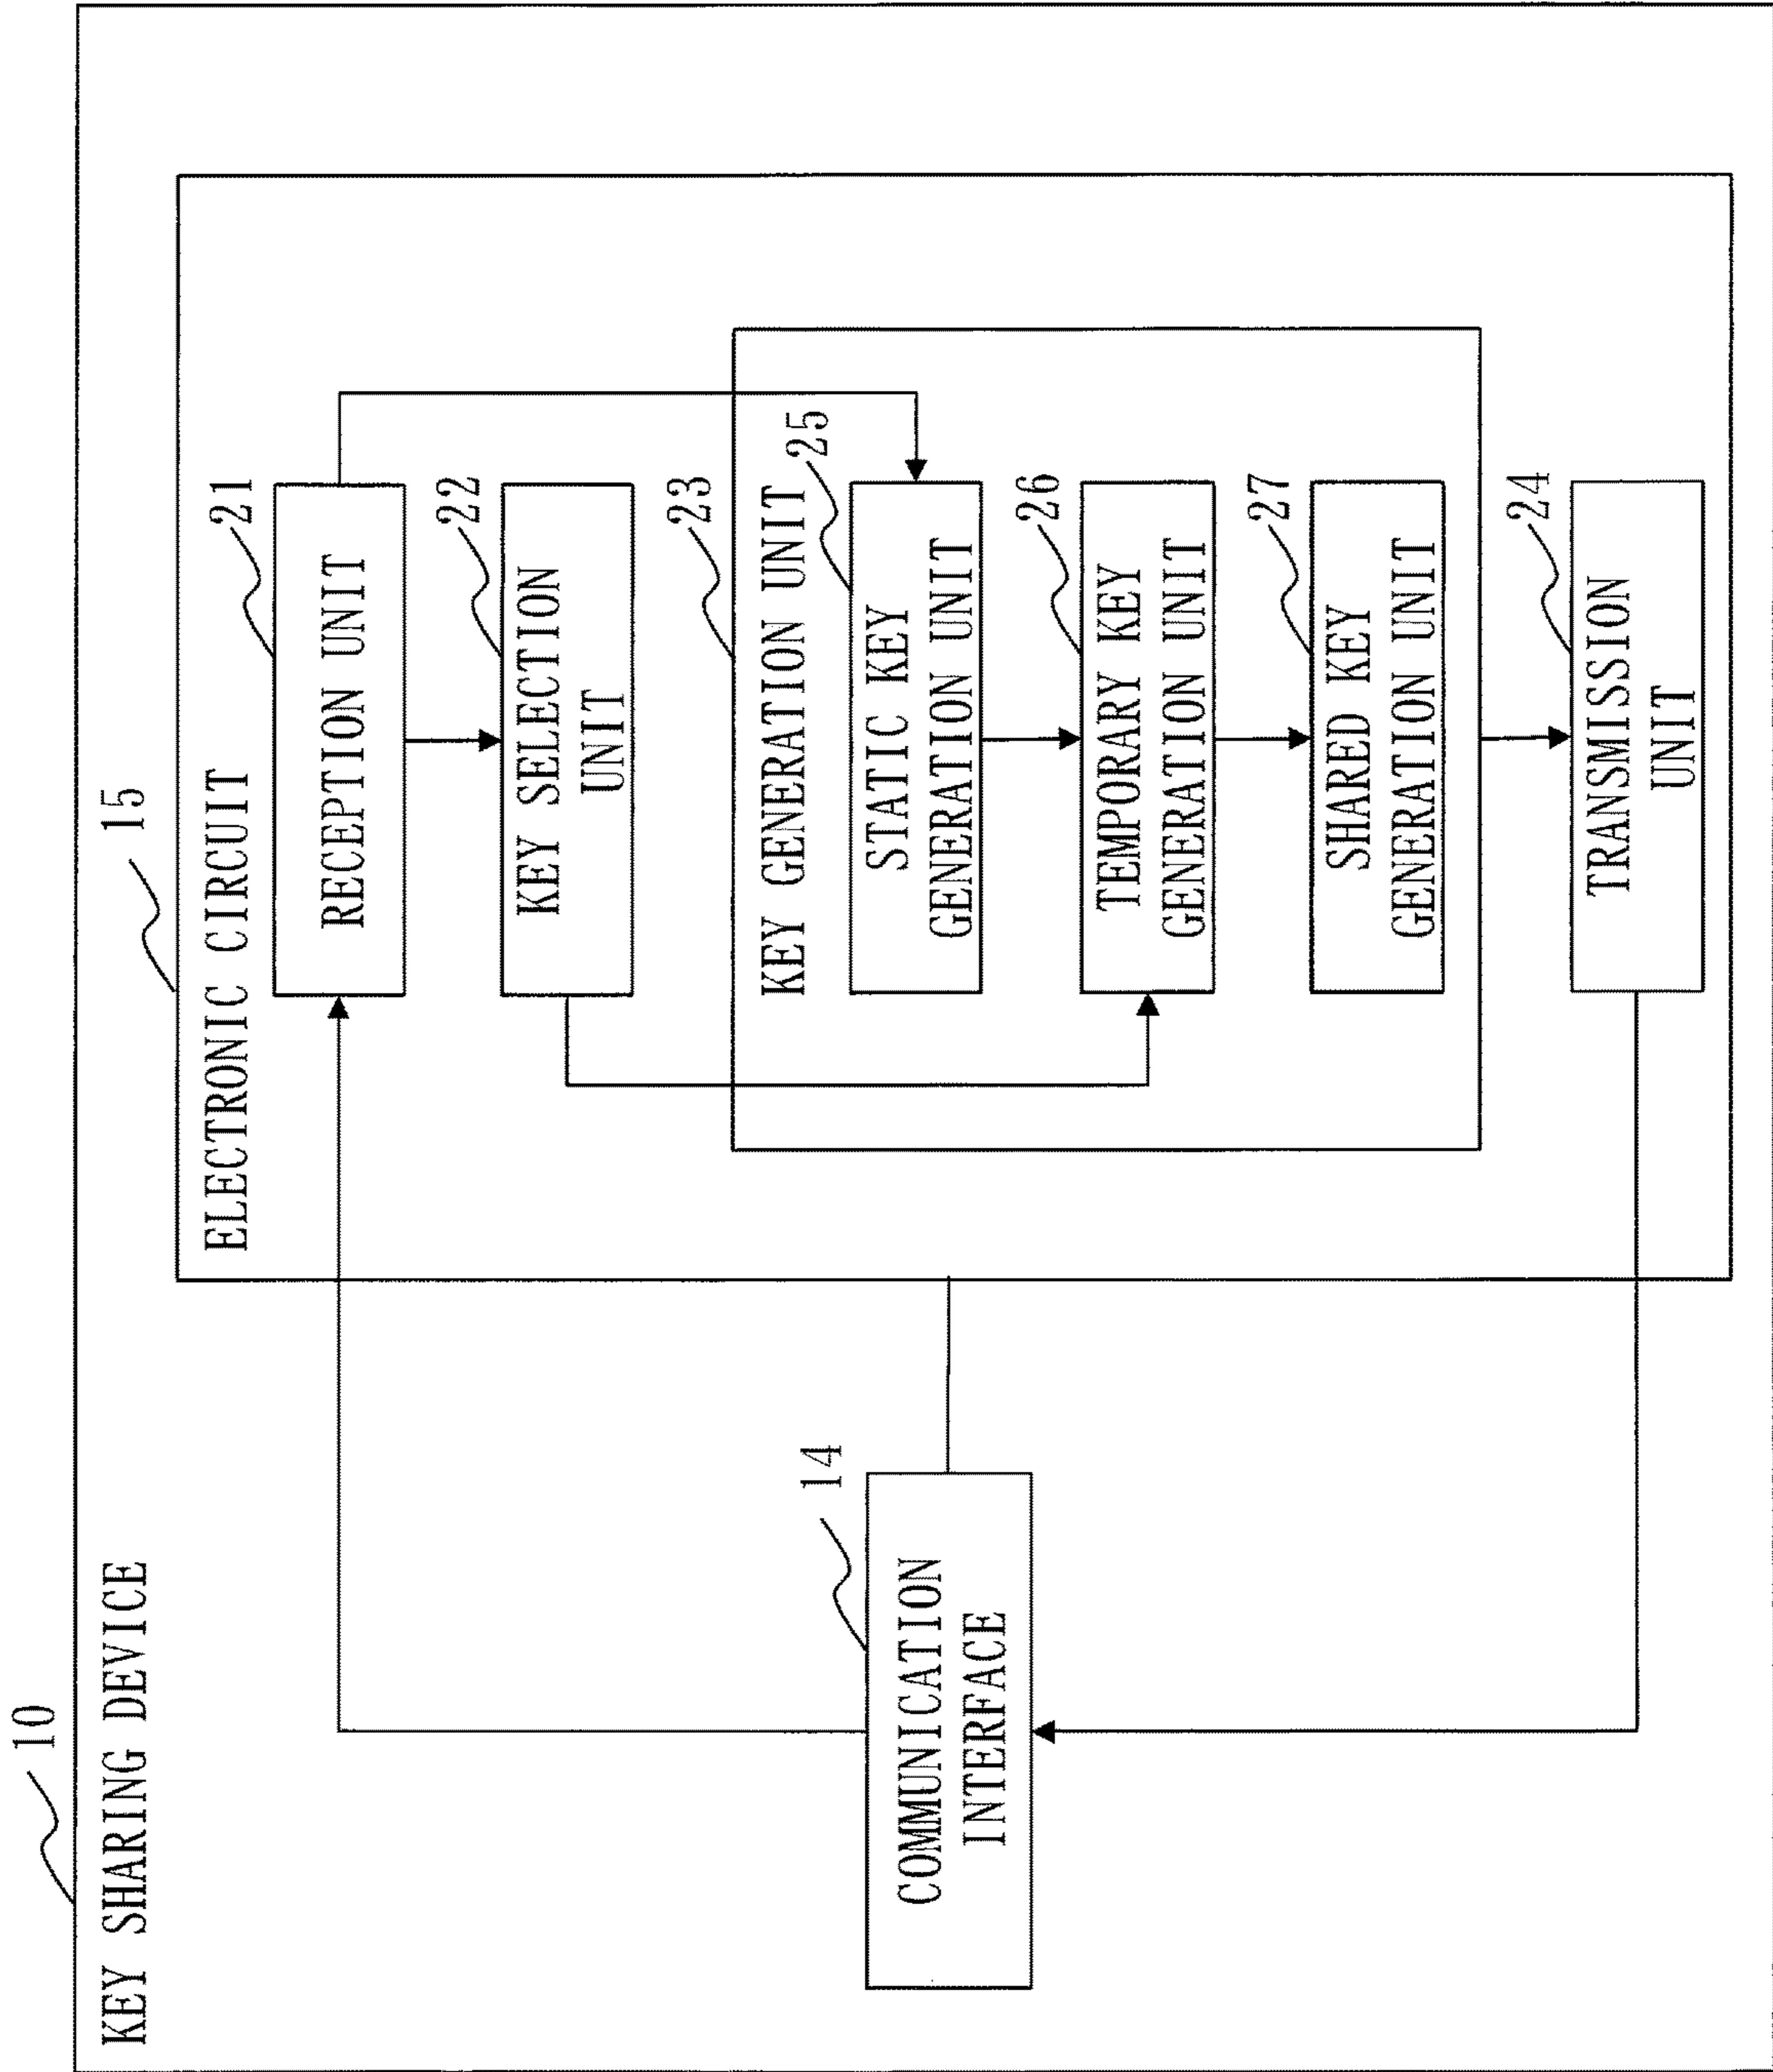 10
KEY SHARING DEVICE
15
ELECTRONIC CIRCUIT
21
RECEPTION UNIT
22
KEY SELECTION
UNIT
23
KEY GENERATION UNIT
25
STATIC KEY
GENERATION UNIT
14
COMMUNICATION
INTERFACE
26
TEMPORARY KEY
GENERATION UNIT
27
SHARED KEY
GENERATION UNIT
24
TRANSMISSION
UNIT